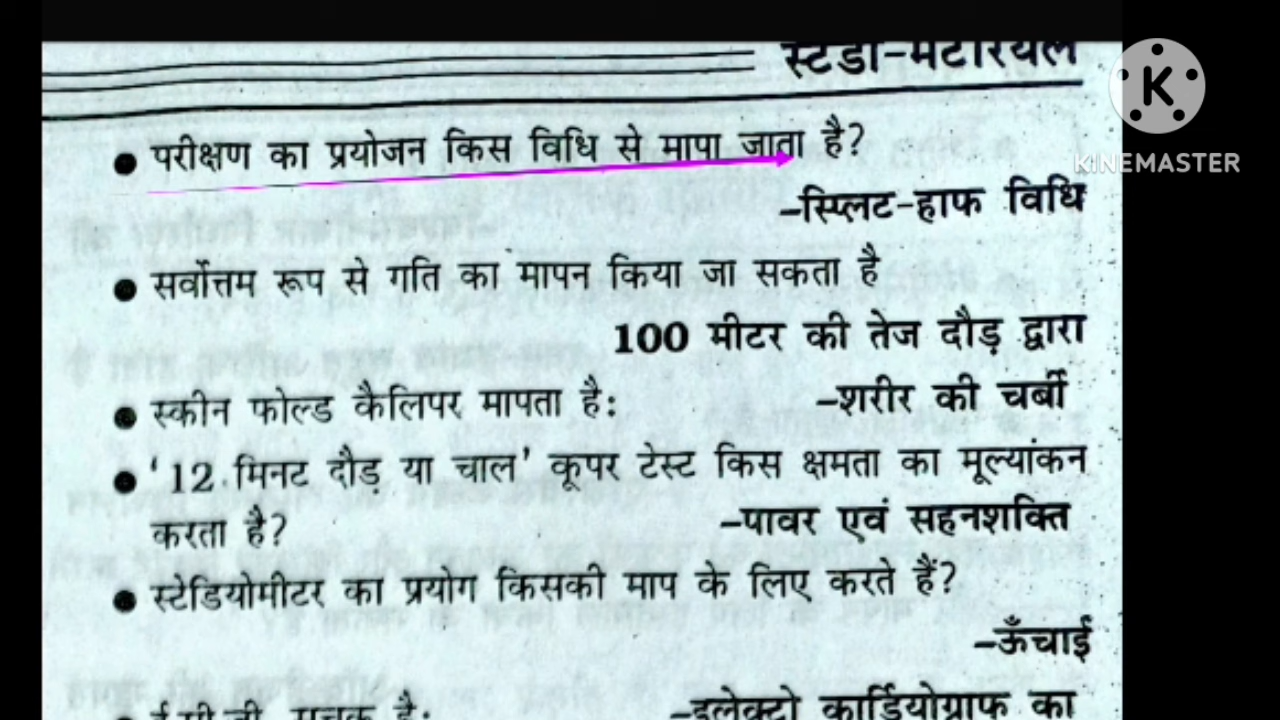 स्टडी-मटीरियल
K
KINEMASTER
● परीक्षण का प्रयोजन किस विधि से मापा जाता है?
-स्प्लिट-हाफ विधि
● सर्वोत्तम रूप से गति का मापन किया जा सकता है
100 मीटर की तेज दौड़ द्वारा
● स्कीन फोल्ड कैलिपर मापता है: -शरीर की चर्बी
● '12 मिनट दौड़ या चाल' कूपर टेस्ट किस क्षमता का मूल्यांकन
करता है? -पावर एवं सहनशक्ति
● स्टेडियोमीटर का प्रयोग किसकी माप के लिए करते हैं?
-ऊँचाई
● ई.सी.जी. सूचक है: -इलेक्ट्रो कार्डियोग्राफ का